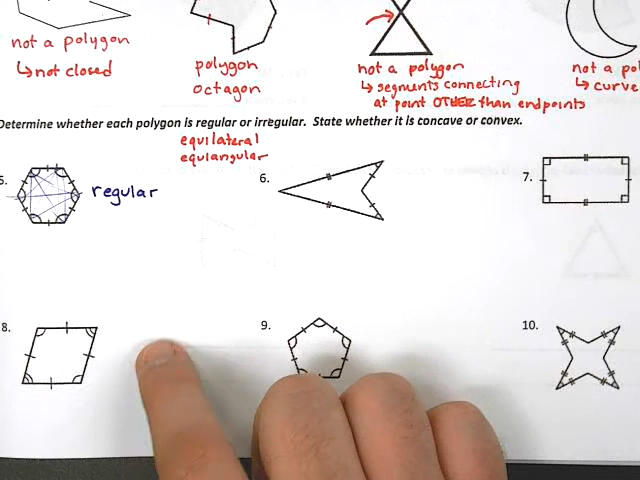 not a polygon
↳not closed
polygon
octagon
not a polygon
↳ segments connecting
at point OTHER than endpoints
not a pol
↳ curve
Determine whether each polygon is regular or irregular. State whether it is concave or convex.
equilateral
equiangular
5.
regular
6.
7.
8.
9.
10.